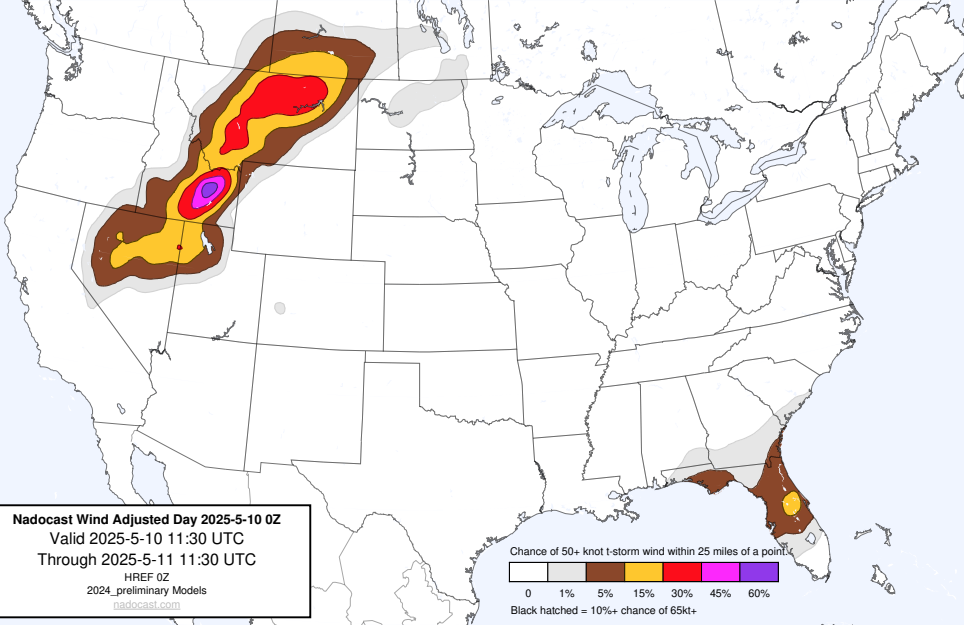 Nadocast Wind Adjusted Day 2025-5-10 0Z
Valid 2025-5-10 11:30 UTC
Through 2025-5-11 11:30 UTC
HREF 0Z
2024_preliminary Models
nadocast.com
Chance of 50+ knot t-storm wind within 25 miles of a point.
0 1% 5% 15% 30% 45% 60%
Black hatched = 10%+ chance of 65kt+